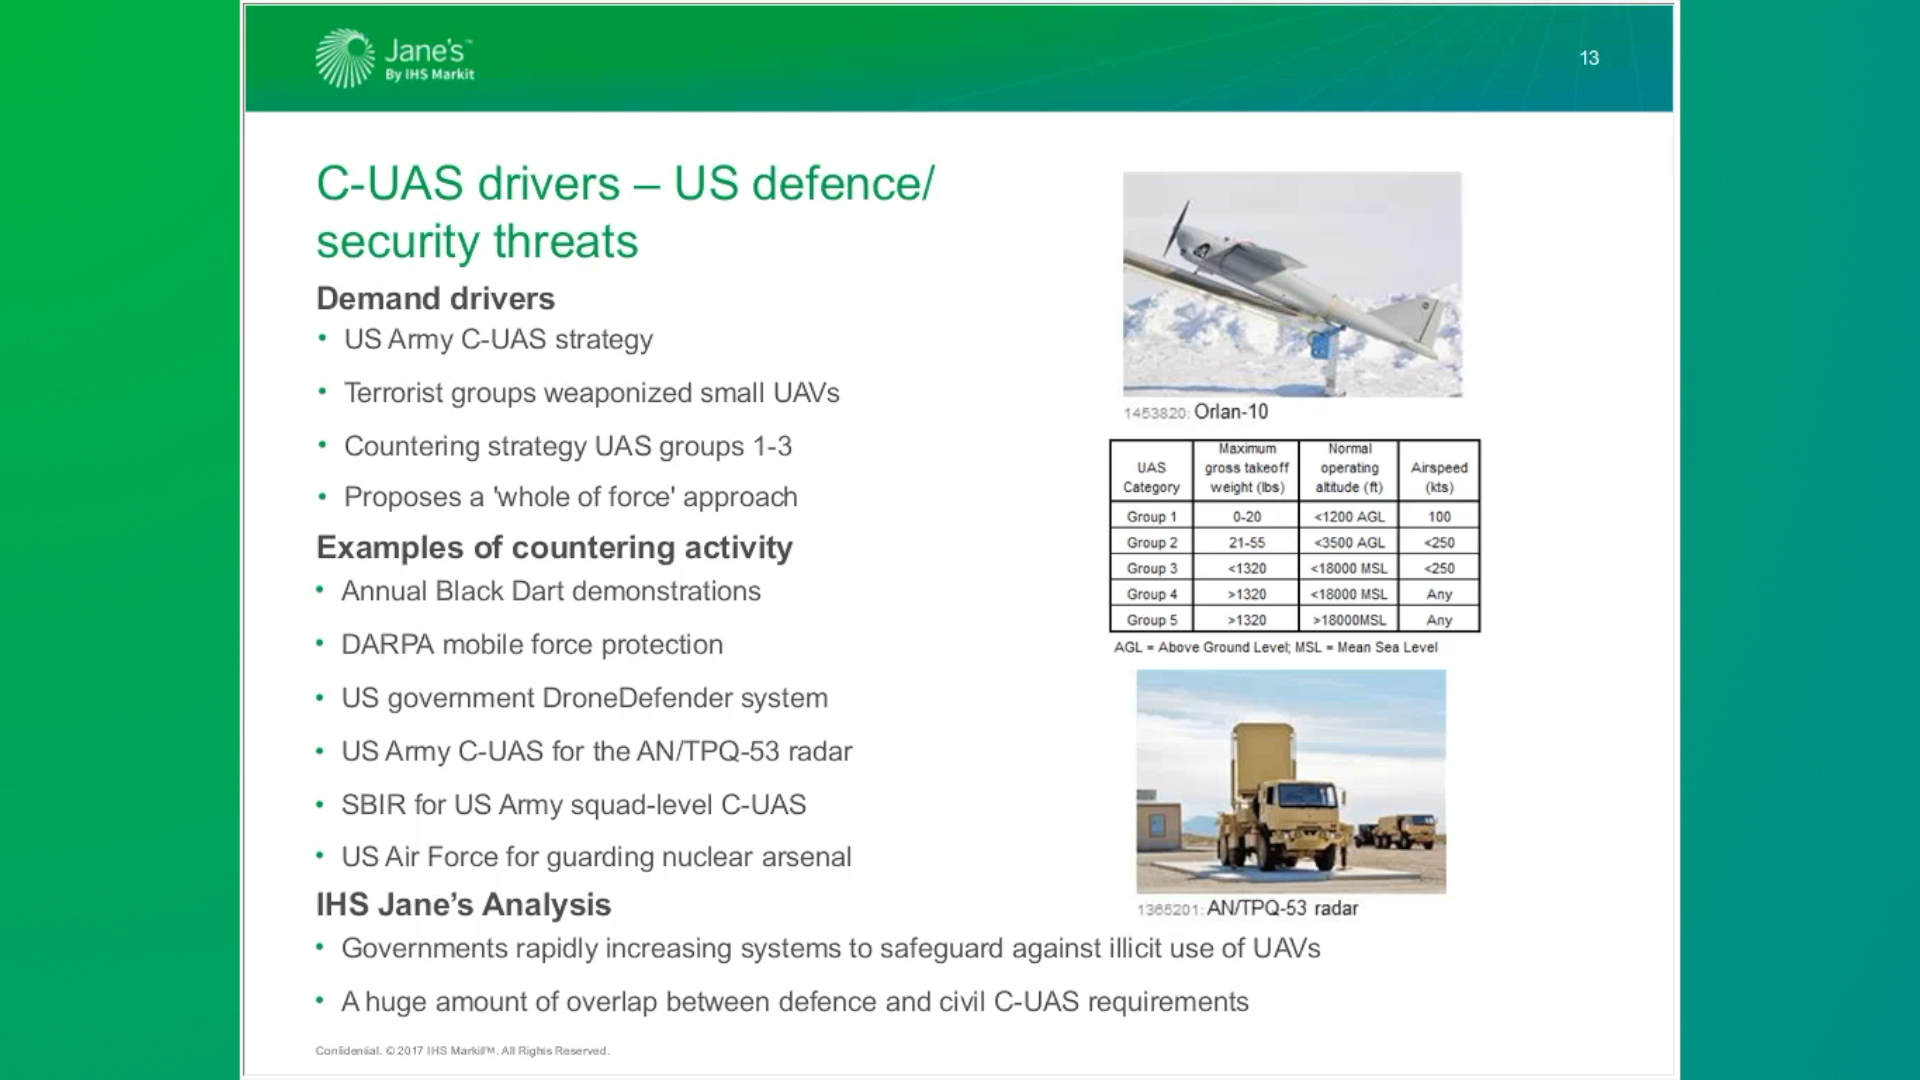 Jane's™
By IHS Markit
13
C-UAS drivers – US defence/
security threats
Demand drivers
• US Army C-UAS strategy
• Terrorist groups weaponized small UAVs
• Countering strategy UAS groups 1-3
• Proposes a 'whole of force' approach
Examples of countering activity
• Annual Black Dart demonstrations
• DARPA mobile force protection
• US government DroneDefender system
• US Army C-UAS for the AN/TPQ-53 radar
• SBIR for US Army squad-level C-UAS
• US Air Force for guarding nuclear arsenal
IHS Jane's Analysis
• Governments rapidly increasing systems to safeguard against illicit use of UAVs
• A huge amount of overlap between defence and civil C-UAS requirements
1453820: Orlan-10
UAS Category | Maximum gross takeoff weight (lbs) | Normal operating altitude (ft) | Airspeed (kts)
Group 1 | 0-20 | <1200 AGL | 100
Group 2 | 21-55 | <3500 AGL | <250
Group 3 | <1320 | <18000 MSL | <250
Group 4 | >1320 | <18000 MSL | Any
Group 5 | >1320 | >18000MSL | Any
AGL = Above Ground Level; MSL = Mean Sea Level
1365201: AN/TPQ-53 radar
Confidential. © 2017 IHS Markit™. All Rights Reserved.